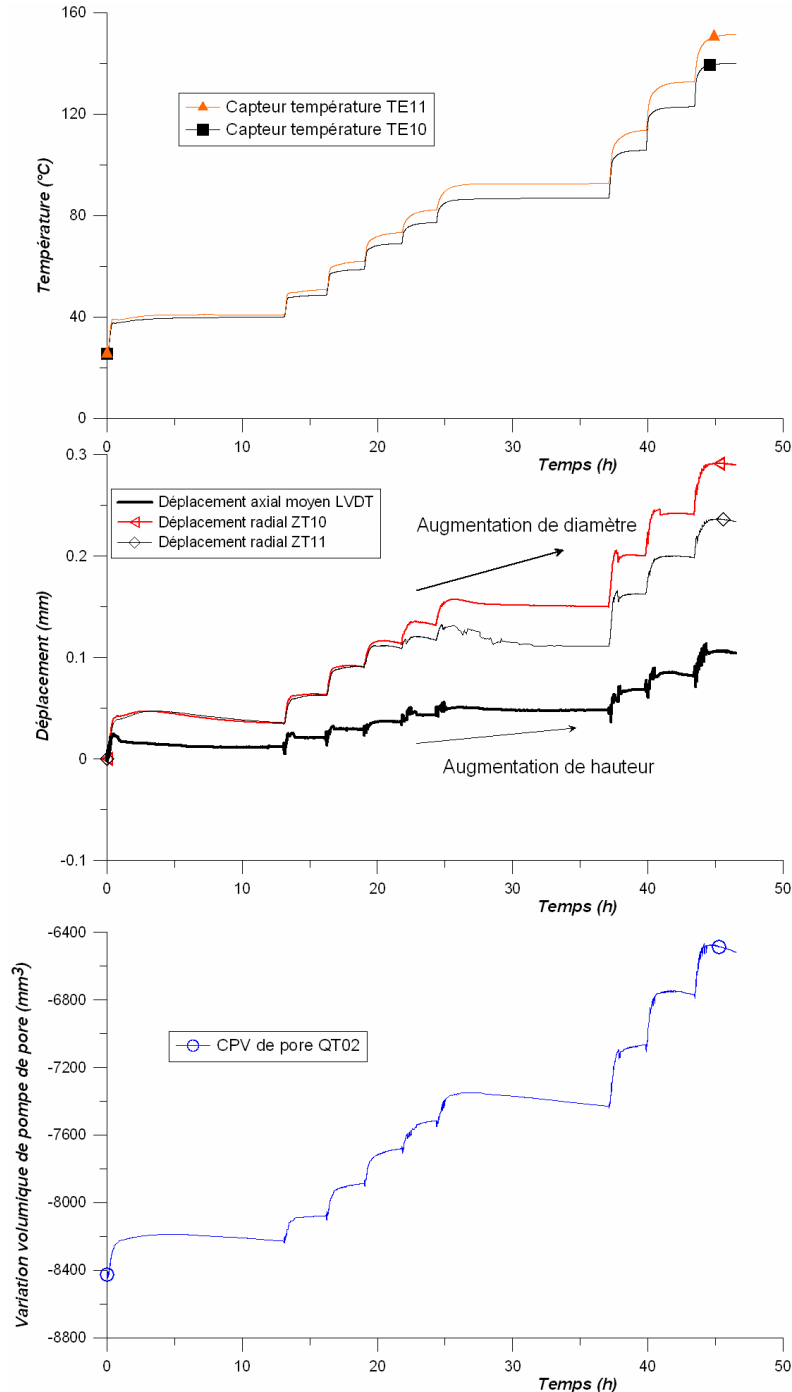 160
120
80
40
0
Température (°C)
Capteur température TE11
Capteur température TE10
0
10
20
30
40
50
Temps (h)
0.3
0.2
0.1
0
-0.1
Déplacement (mm)
Déplacement axial moyen LVDT
Déplacement radial ZT10
Déplacement radial ZT11
Augmentation de diamètre
Augmentation de hauteur
0
10
20
30
40
50
Temps (h)
-6400
-6800
-7200
-7600
-8000
-8400
-8800
Variation volumique de pompe de pore (mm³)
CPV de pore QT02
0
10
20
30
40
50
Temps (h)